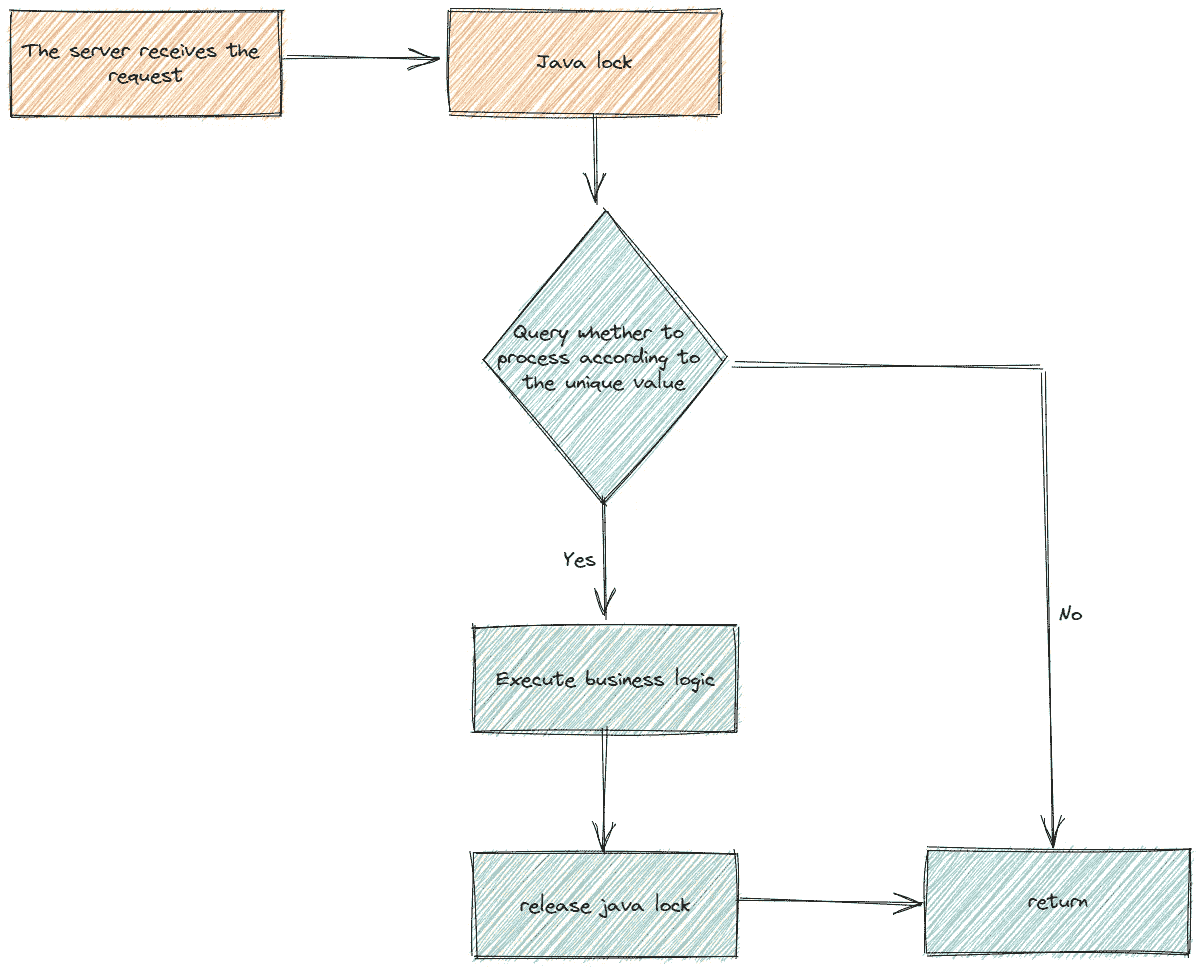 The server receives the
request
Java lock
Query whether to
process according to
the unique value
Yes
No
Execute business logic
release java lock
return